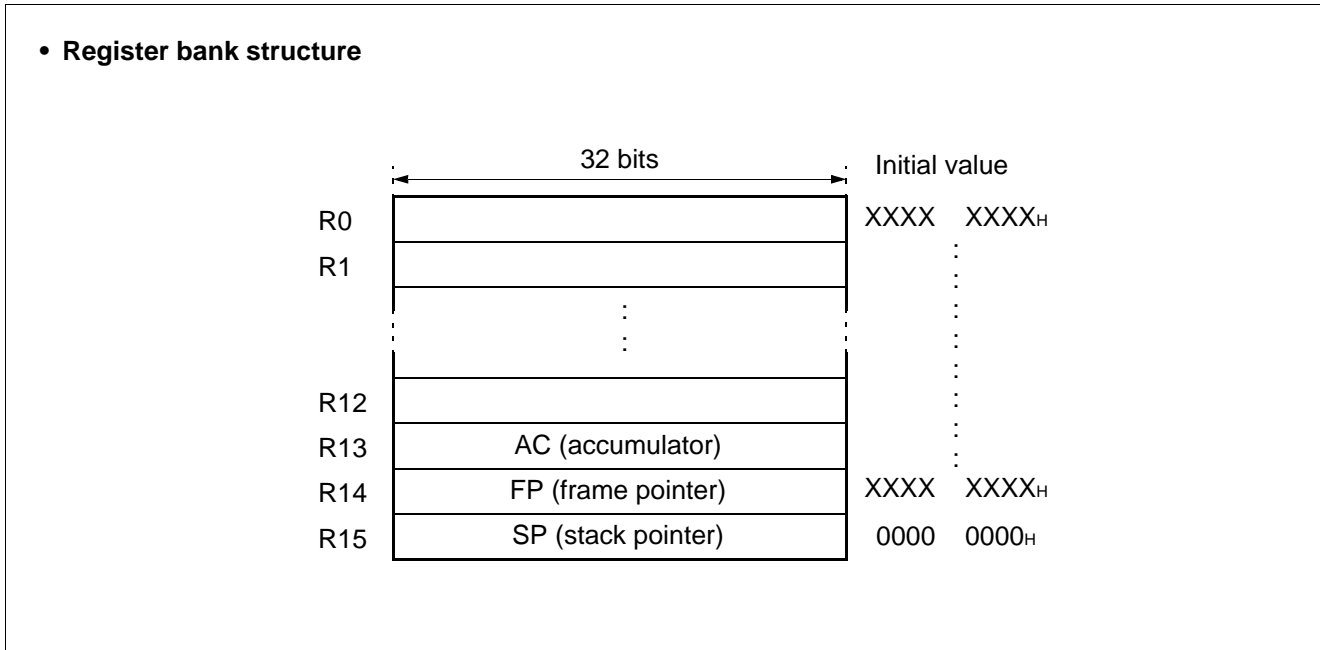 • Register bank structure
32 bits
Initial value
R0 XXXX XXXXH
R1
:
:
R12
R13 AC (accumulator)
R14 FP (frame pointer) XXXX XXXXH
R15 SP (stack pointer) 0000 0000H